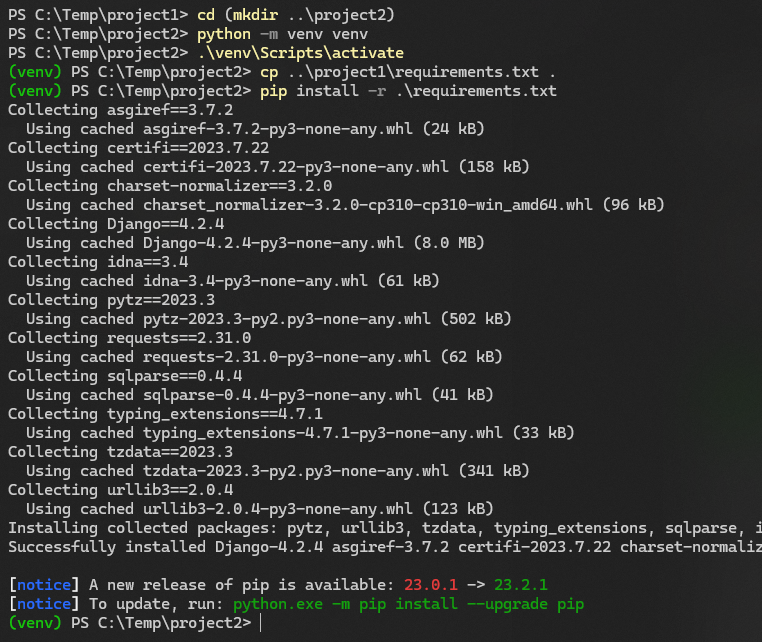 PS C:\Temp\project1> cd (mkdir ..\project2)
PS C:\Temp\project2> python -m venv venv
PS C:\Temp\project2> .\venv\Scripts\activate
(venv) PS C:\Temp\project2> cp ..\project1\requirements.txt .
(venv) PS C:\Temp\project2> pip install -r .\requirements.txt
Collecting asgiref==3.7.2
  Using cached asgiref-3.7.2-py3-none-any.whl (24 kB)
Collecting certifi==2023.7.22
  Using cached certifi-2023.7.22-py3-none-any.whl (158 kB)
Collecting charset-normalizer==3.2.0
  Using cached charset_normalizer-3.2.0-cp310-cp310-win_amd64.whl (96 kB)
Collecting Django==4.2.4
  Using cached Django-4.2.4-py3-none-any.whl (8.0 MB)
Collecting idna==3.4
  Using cached idna-3.4-py3-none-any.whl (61 kB)
Collecting pytz==2023.3
  Using cached pytz-2023.3-py2.py3-none-any.whl (502 kB)
Collecting requests==2.31.0
  Using cached requests-2.31.0-py3-none-any.whl (62 kB)
Collecting sqlparse==0.4.4
  Using cached sqlparse-0.4.4-py3-none-any.whl (41 kB)
Collecting typing_extensions==4.7.1
  Using cached typing_extensions-4.7.1-py3-none-any.whl (33 kB)
Collecting tzdata==2023.3
  Using cached tzdata-2023.3-py2.py3-none-any.whl (341 kB)
Collecting urllib3==2.0.4
  Using cached urllib3-2.0.4-py3-none-any.whl (123 kB)
Installing collected packages: pytz, urllib3, tzdata, typing_extensions, sqlparse, i
Successfully installed Django-4.2.4 asgiref-3.7.2 certifi-2023.7.22 charset-normaliz
[notice] A new release of pip is available: 23.0.1 -> 23.2.1
[notice] To update, run: python.exe -m pip install --upgrade pip
(venv) PS C:\Temp\project2>